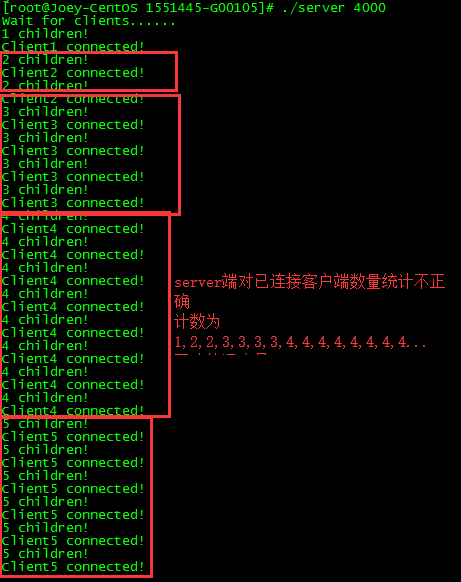 [root@Joey-CentOS 1551445-G00105]# ./server 4000
Wait for clients......
1 children!
Client1 connected!
2 children!
Client2 connected!
2 children!
Client2 connected!
3 children!
Client3 connected!
3 children!
Client3 connected!
3 children!
Client3 connected!
3 children!
Client3 connected!
4 children!
Client4 connected!
4 children!
Client4 connected!
4 children!
Client4 connected!
4 children!
Client4 connected!
4 children!
Client4 connected!
4 children!
Client4 connected!
4 children!
Client4 connected!
4 children!
Client4 connected!
5 children!
Client5 connected!
5 children!
Client5 connected!
5 children!
Client5 connected!
5 children!
Client5 connected!
5 children!
Client5 connected!
5 children!
Client5 connected!
server端对已连接客户端数量统计不正
确
计数为
1,2,2,3,3,3,3,4,4,4,4,4,4,4,4...